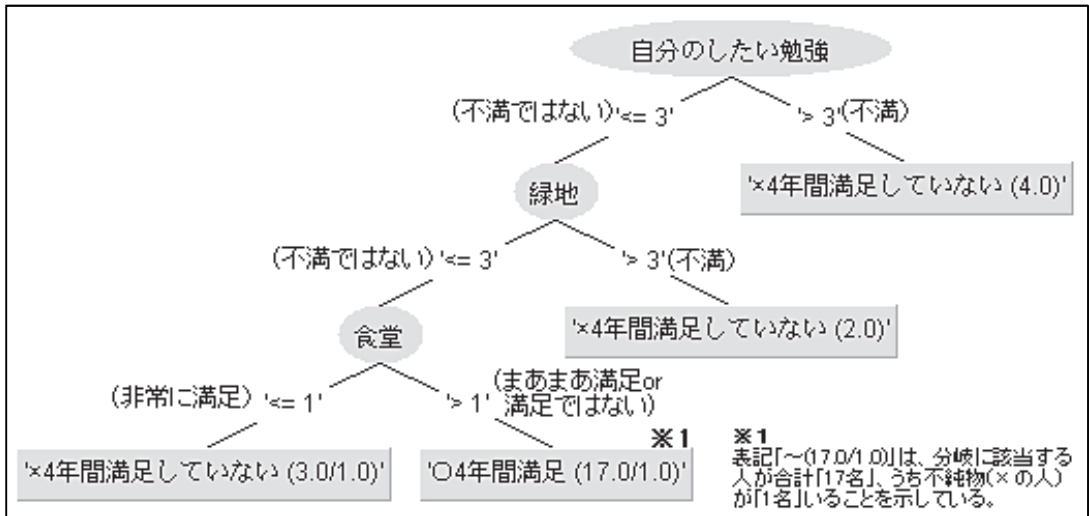 自分のしたい勉強
(不満ではない)'<= 3'
'> 3'(不満)
'×4年間満足していない (4.0)'
緑地
(不満ではない) '<= 3'
'> 3'(不満)
'×4年間満足していない (2.0)'
食堂
(非常に満足) '<= 1'
'> 1'
(まあまあ満足or
満足ではない)
'×4年間満足していない (3.0/1.0)'
'○4年間満足 (17.0/1.0)'
※1
※1
表記「~(17.0/1.0)」は、分岐に該当する
人が合計「17名」、うち不純物(×の人)
が「1名」いることを示している。